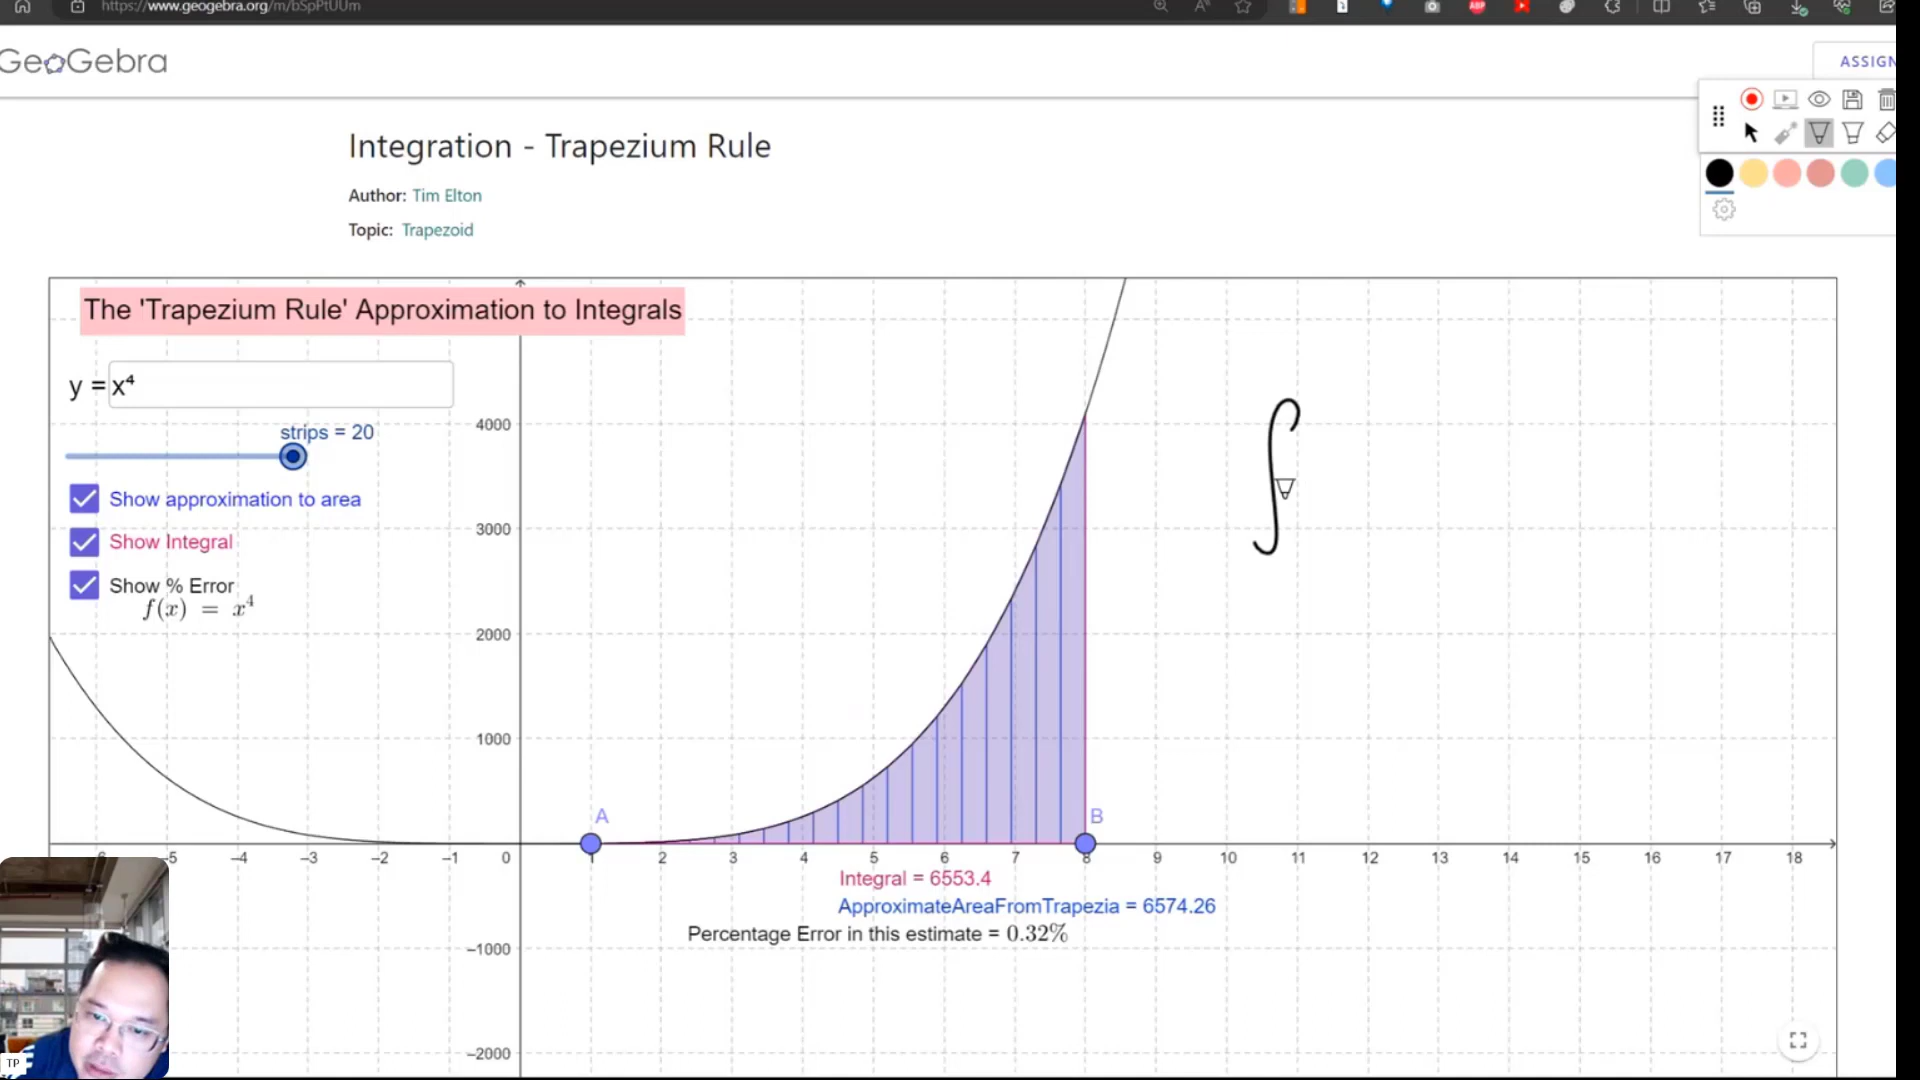 https://www.geogebra.org/m/bSpPtUUm
ABP
GeoGebra
ASSIGN
Integration - Trapezium Rule
Author: Tim Elton
Topic: Trapezoid
The 'Trapezium Rule' Approximation to Integrals
y = x⁴
strips = 20
Show approximation to area
Show Integral
Show % Error
f(x) = x⁴
∫
4000
3000
2000
1000
A B
-5 -4 -3 -2 -1 0 1 2 3 4 5 6 7 8 9 10 11 12 13 14 15 16 17 18
Integral = 6553.4
ApproximateAreaFromTrapezia = 6574.26
Percentage Error in this estimate = 0.32%
-1000
-2000
TP